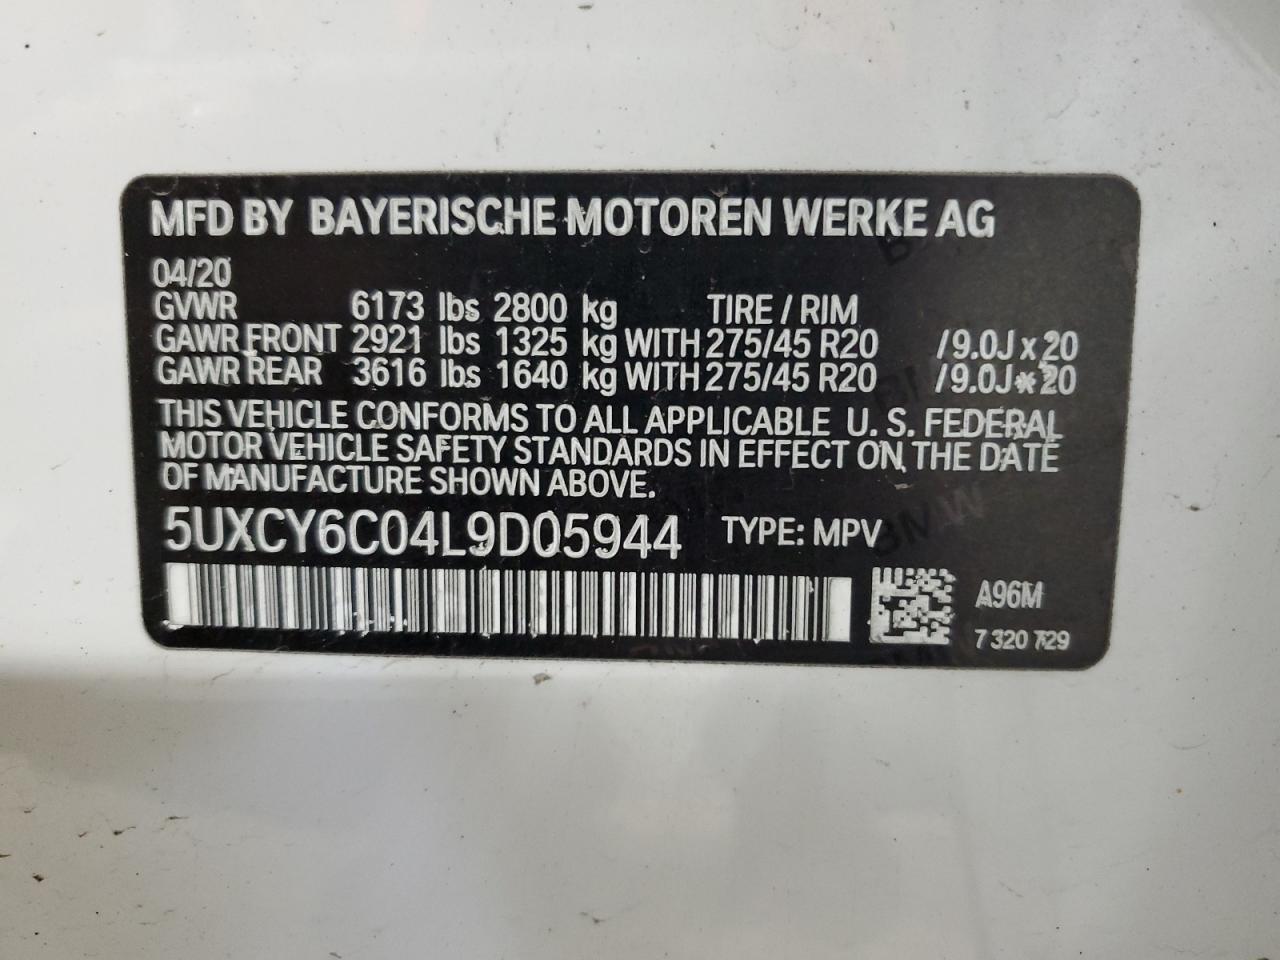 MFD BY BAYERISCHE MOTOREN WERKE AG
04/20
GVWR 6173 lbs 2800 kg TIRE / RIM
GAWR FRONT 2921 lbs 1325 kg WITH 275/45 R20 /9.0J x 20
GAWR REAR 3616 lbs 1640 kg WITH 275/45 R20 /9.0J x 20
THIS VEHICLE CONFORMS TO ALL APPLICABLE U. S. FEDERAL
MOTOR VEHICLE SAFETY STANDARDS IN EFFECT ON THE DATE
OF MANUFACTURE SHOWN ABOVE.
5UXCY6C04L9D05944 TYPE: MPV
A96M
7 320 729